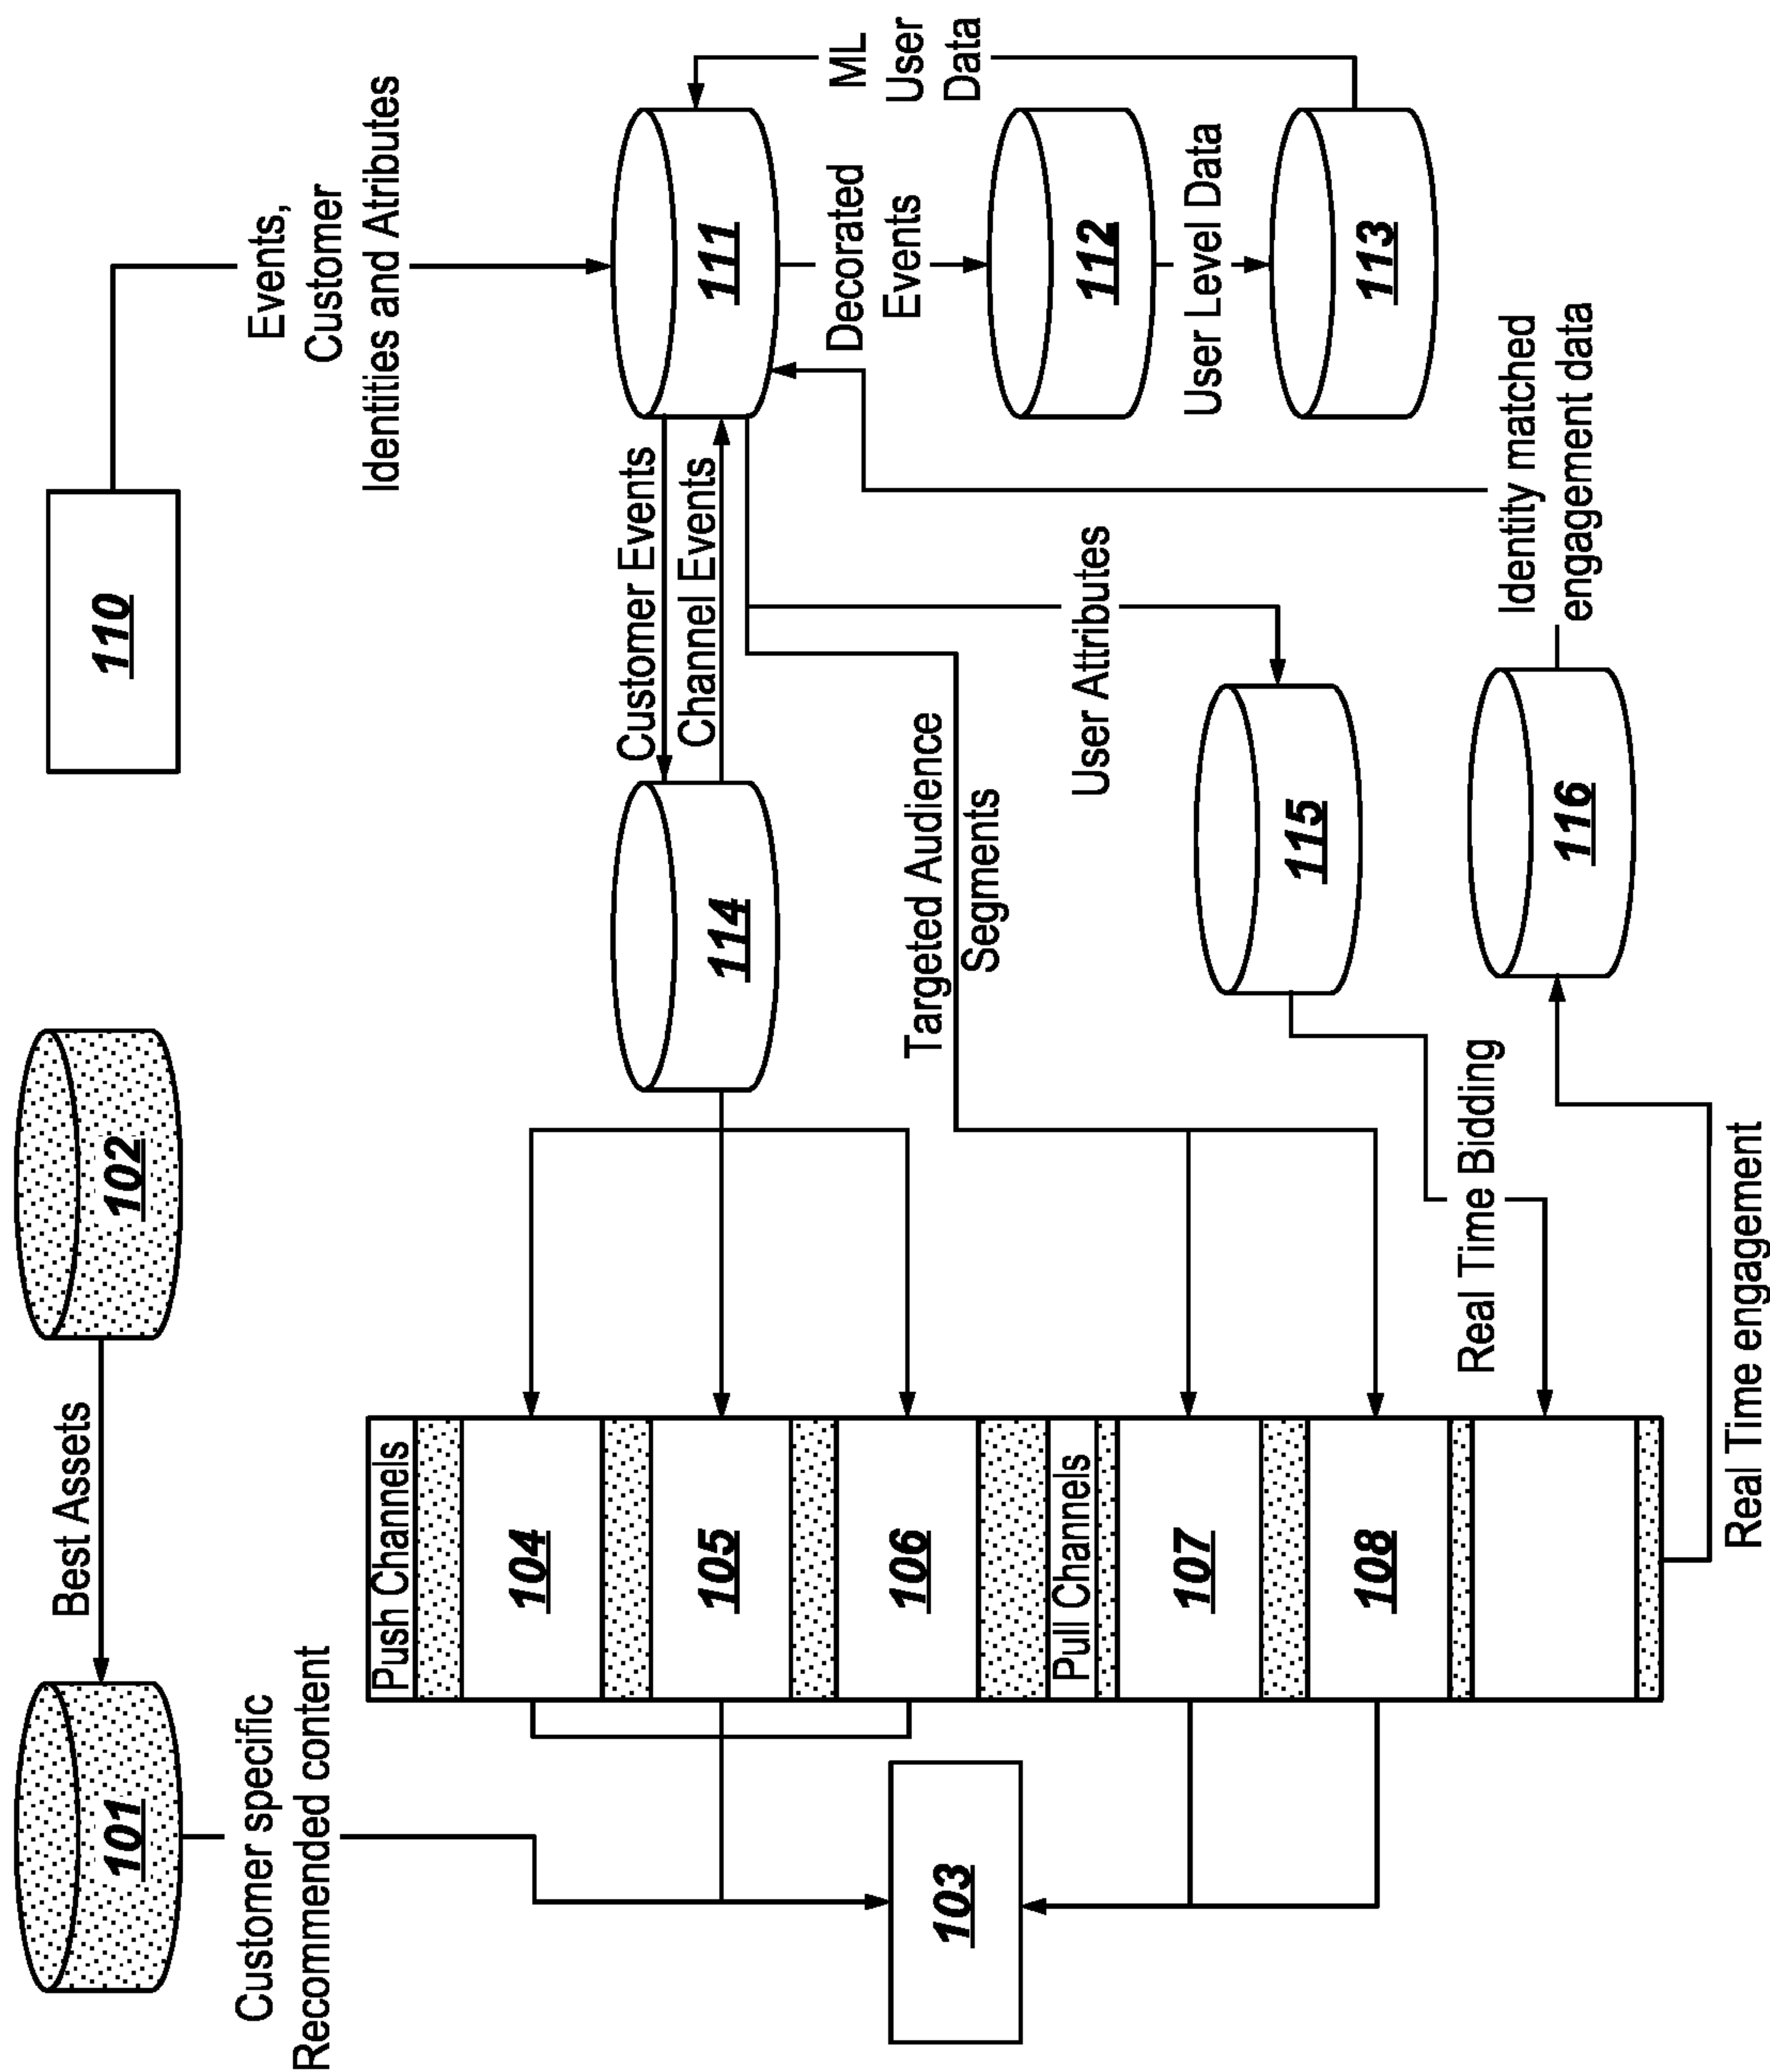 101
Best Assets
102
110
Customer specific
Recommended content
Events,
Customer
Identities and Atributes
Push Channels
104
105
106
Pull Channels
107
108
103
114
Customer Events
Channel Events
111
ML
User
Data
Decorated
Events
112
User Level Data
113
Targeted Audience
Segments
User Attributes
115
Real Time Bidding
116
Identity matched
engagement data
Real Time engagement